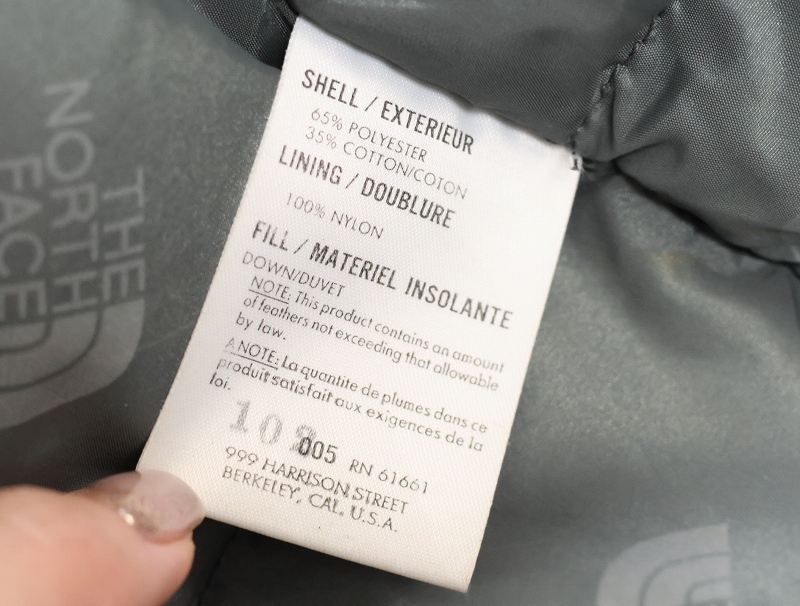 SHELL / EXTERIEUR
65% POLYESTER
35% COTTON/COTON
LINING / DOUBLURE
100% NYLON
FILL / MATERIEL INSOLANTE
DOWN/DUVET
NOTE: This product contains an amount
of feathers not exceeding that allowable
by law.
A NOTE: La quantite de plumes dans ce
produit satisfait aux exigences de la
loi.
005 RN 61661
999 HARRISON STREET
BERKELEY, CAL. U.S.A.
THE
NORTH
FACE